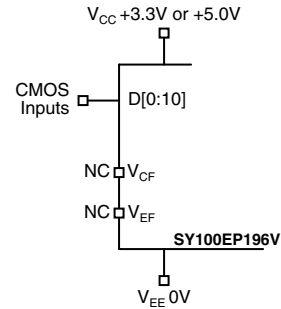 VCC +3.3V or +5.0V
CMOS
Inputs
D[0:10]
NC VCF
NC VEF
SY100EP196V
VEE 0V